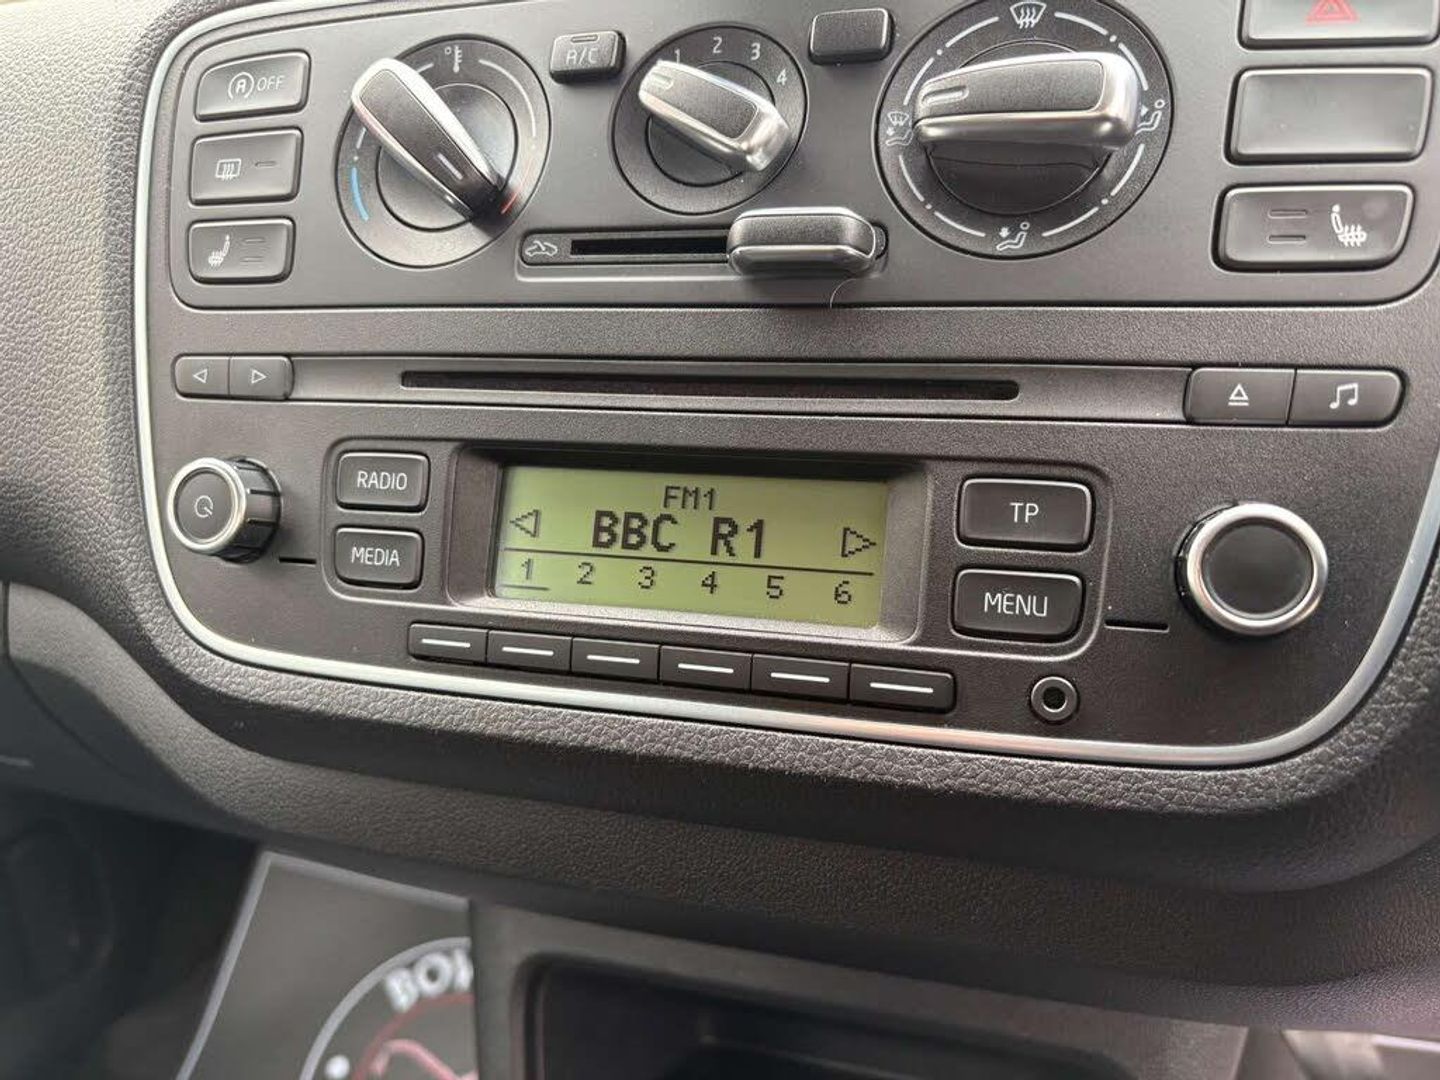 (A) OFF
A/C
1 2 3 4
RADIO
MEDIA
FM1
BBC R1
1 2 3 4 5 6
TP
MENU